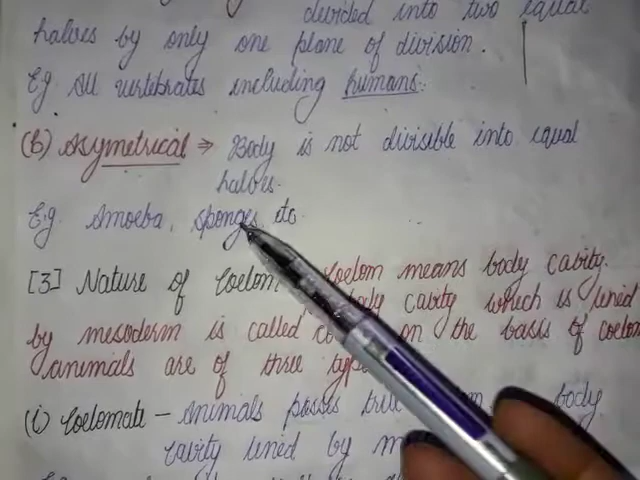 divided into two equal
halves by only one plane of division.
Eg All vertebrates including humans.
(b) Asymetrical ⇒ Body is not divisible into equal
halves.
E.g. Amoeba, sponges etc
[3] Nature of Coelom coelom means body cavity.
body cavity which is lined
by mesoderm is called on the basis of coelom
animals are of three
(i) Coelomate - Animals posses true body
cavity lined by